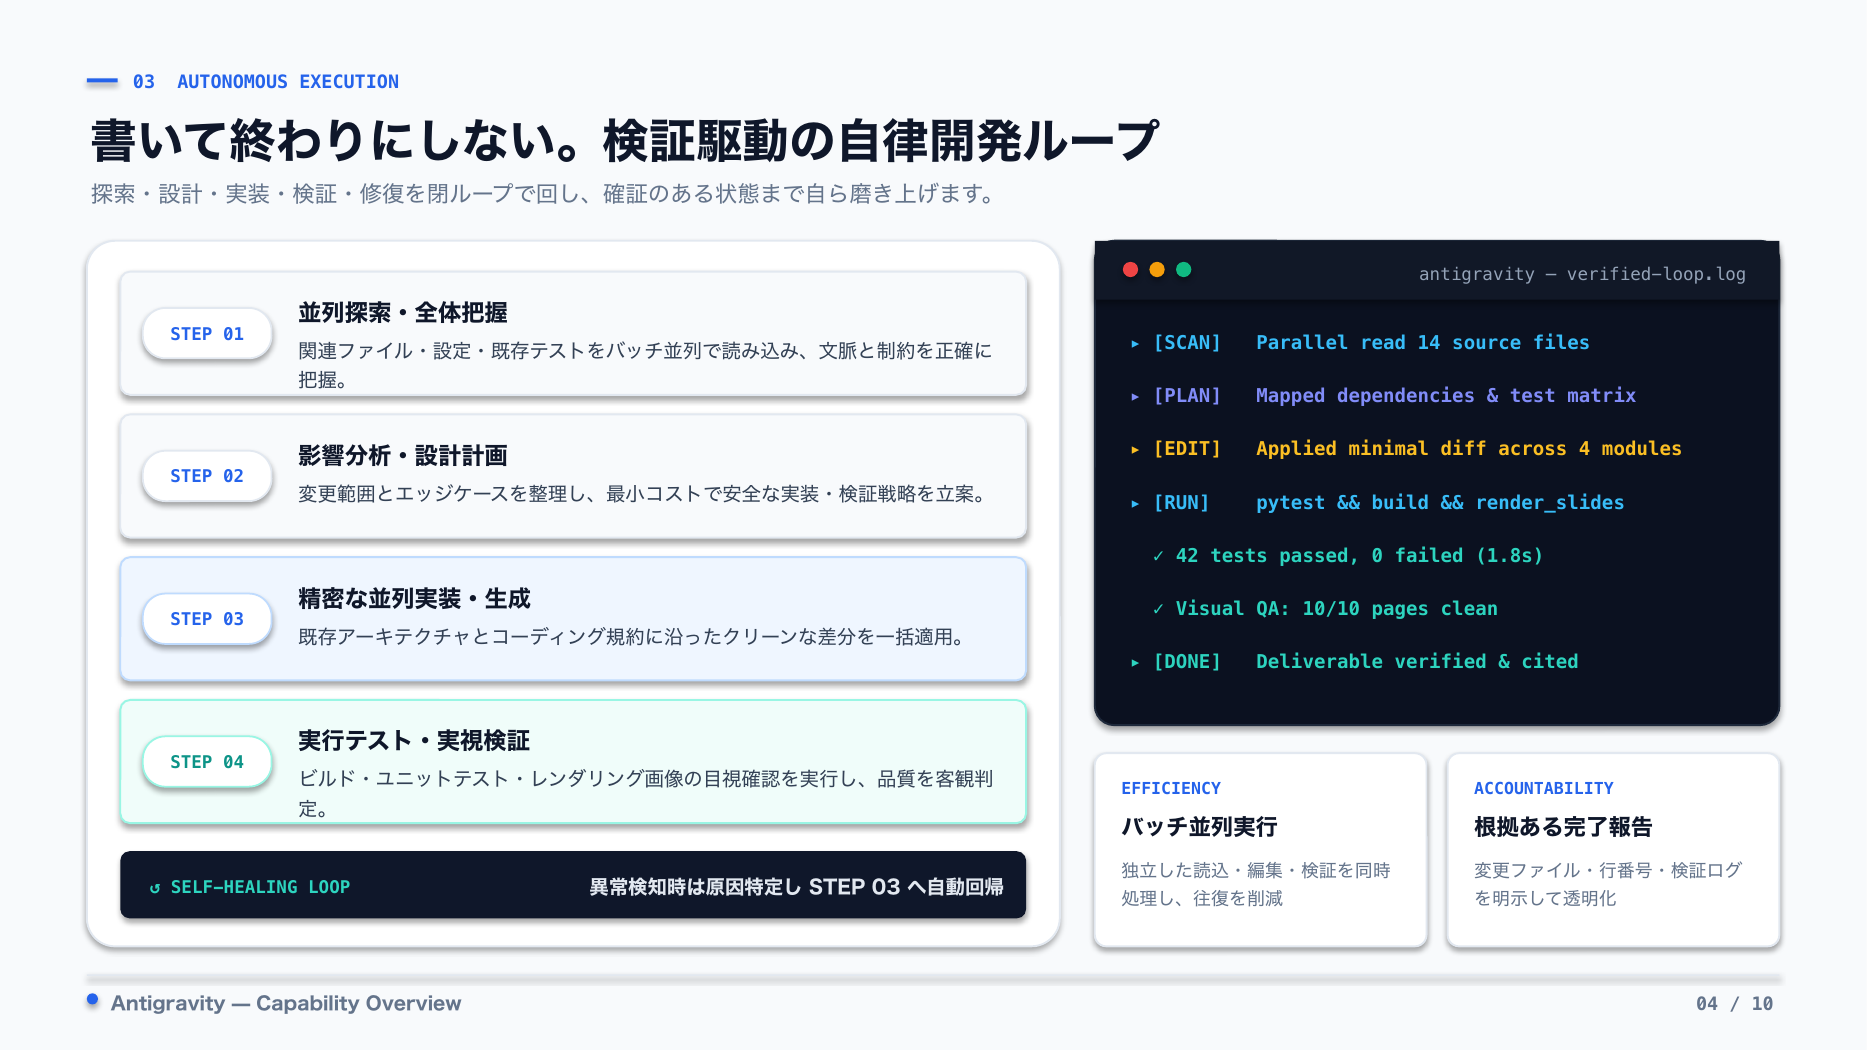 03 AUTONOMOUS EXECUTION
書いて終わりにしない。検証駆動の自律開発ループ
探索・設計・実装・検証・修復を閉ループで回し、確証のある状態まで自ら磨き上げます。
STEP 01
並列探索・全体把握
関連ファイル・設定・既存テストをバッチ並列で読み込み、文脈と制約を正確に
把握。
STEP 02
影響分析・設計計画
変更範囲とエッジケースを整理し、最小コストで安全な実装・検証戦略を立案。
STEP 03
精密な並列実装・生成
既存アーキテクチャとコーディング規約に沿ったクリーンな差分を一括適用。
STEP 04
実行テスト・実視検証
ビルド・ユニットテスト・レンダリング画像の目視確認を実行し、品質を客観判
定。
↺ SELF-HEALING LOOP
異常検知時は原因特定し STEP 03 へ自動回帰
antigravity — verified-loop.log
▸ [SCAN] Parallel read 14 source files
▸ [PLAN] Mapped dependencies & test matrix
▸ [EDIT] Applied minimal diff across 4 modules
▸ [RUN] pytest && build && render_slides
✓ 42 tests passed, 0 failed (1.8s)
✓ Visual QA: 10/10 pages clean
▸ [DONE] Deliverable verified & cited
EFFICIENCY
バッチ並列実行
独立した読込・編集・検証を同時
処理し、往復を削減
ACCOUNTABILITY
根拠ある完了報告
変更ファイル・行番号・検証ログ
を明示して透明化
Antigravity — Capability Overview
04 / 10